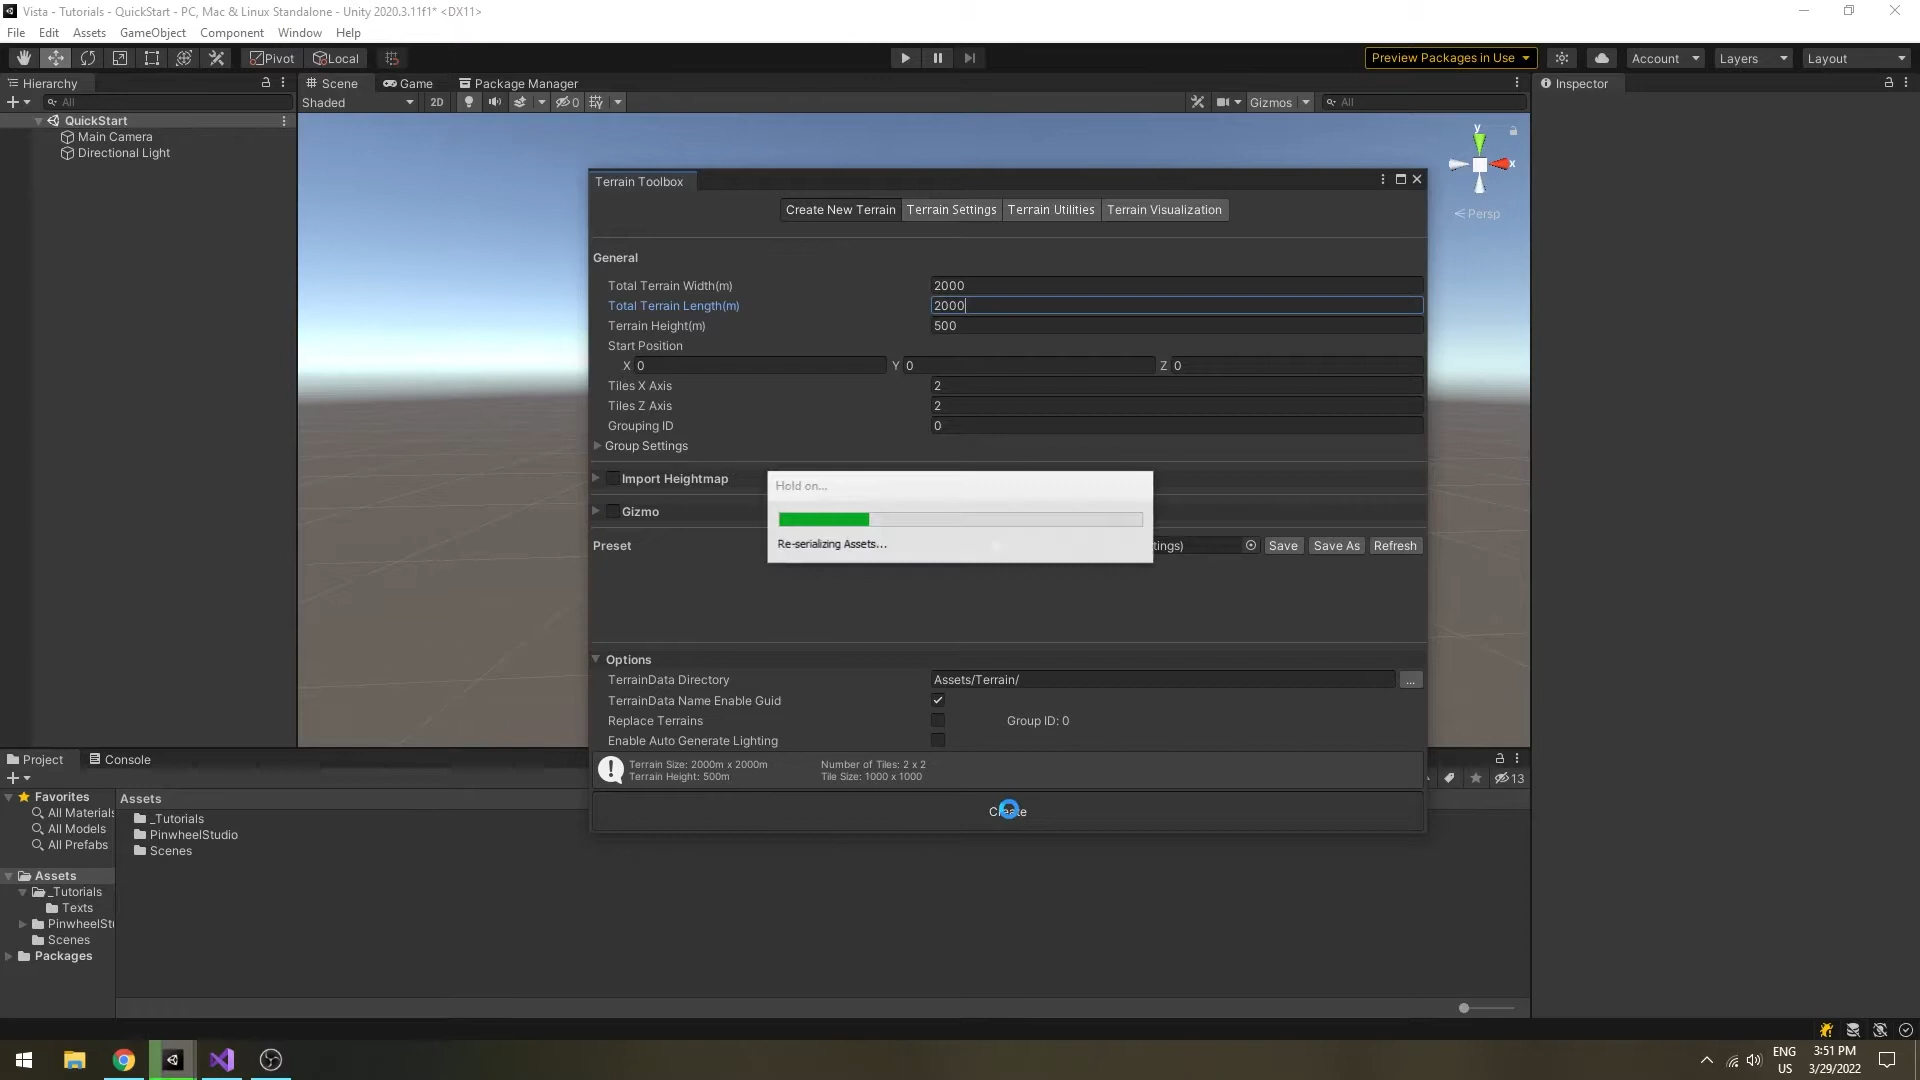 Vista - Tutorials - QuickStart - PC, Mac & Linux Standalone - Unity 2020.3.11f1* <DX11>
File Edit Assets GameObject Component Window Help
Pivot Local Preview Packages in Use Account Layers Layout
Hierarchy
All
QuickStart
Main Camera
Directional Light
Scene Game Package Manager
Shaded 2D 0 Gizmos All
y
x
Persp
Inspector
Terrain Toolbox
Create New Terrain Terrain Settings Terrain Utilities Terrain Visualization
General
Total Terrain Width(m) 2000
Total Terrain Length(m) 2000
Terrain Height(m) 500
Start Position
X 0 Y 0 Z 0
Tiles X Axis 2
Tiles Z Axis 2
Grouping ID 0
Group Settings
Import Heightmap
Gizmo
Hold on...
Re-serializing Assets...
Preset tings) Save Save As Refresh
Options
TerrainData Directory Assets/Terrain/ ...
TerrainData Name Enable Guid
Replace Terrains Group ID: 0
Enable Auto Generate Lighting
Terrain Size: 2000m x 2000m Number of Tiles: 2 x 2
Terrain Height: 500m Tile Size: 1000 x 1000
Create
Project Console
13
Favorites
All Materials
All Models
All Prefabs
Assets
_Tutorials
Texts
PinwheelStu
Scenes
Packages
Assets
_Tutorials
PinwheelStudio
Scenes
ENG
US
3:51 PM
3/29/2022